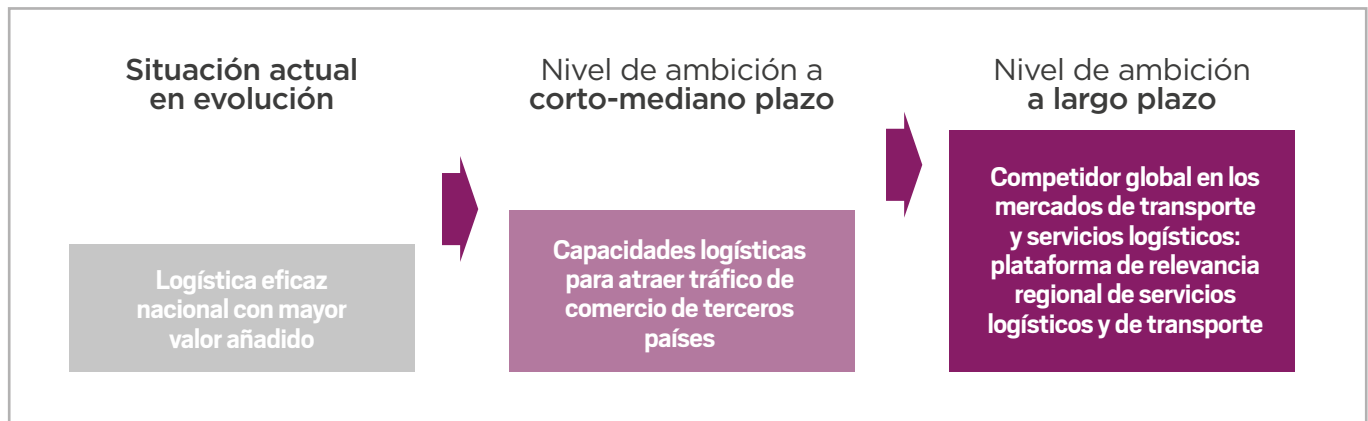 Situación actual
en evolución
Logística eficaz
nacional con mayor
valor añadido
Nivel de ambición a
corto-mediano plazo
Capacidades logísticas
para atraer tráfico de
comercio de terceros
países
Nivel de ambición
a largo plazo
Competidor global en los
mercados de transporte
y servicios logísticos:
plataforma de relevancia
regional de servicios
logísticos y de transporte